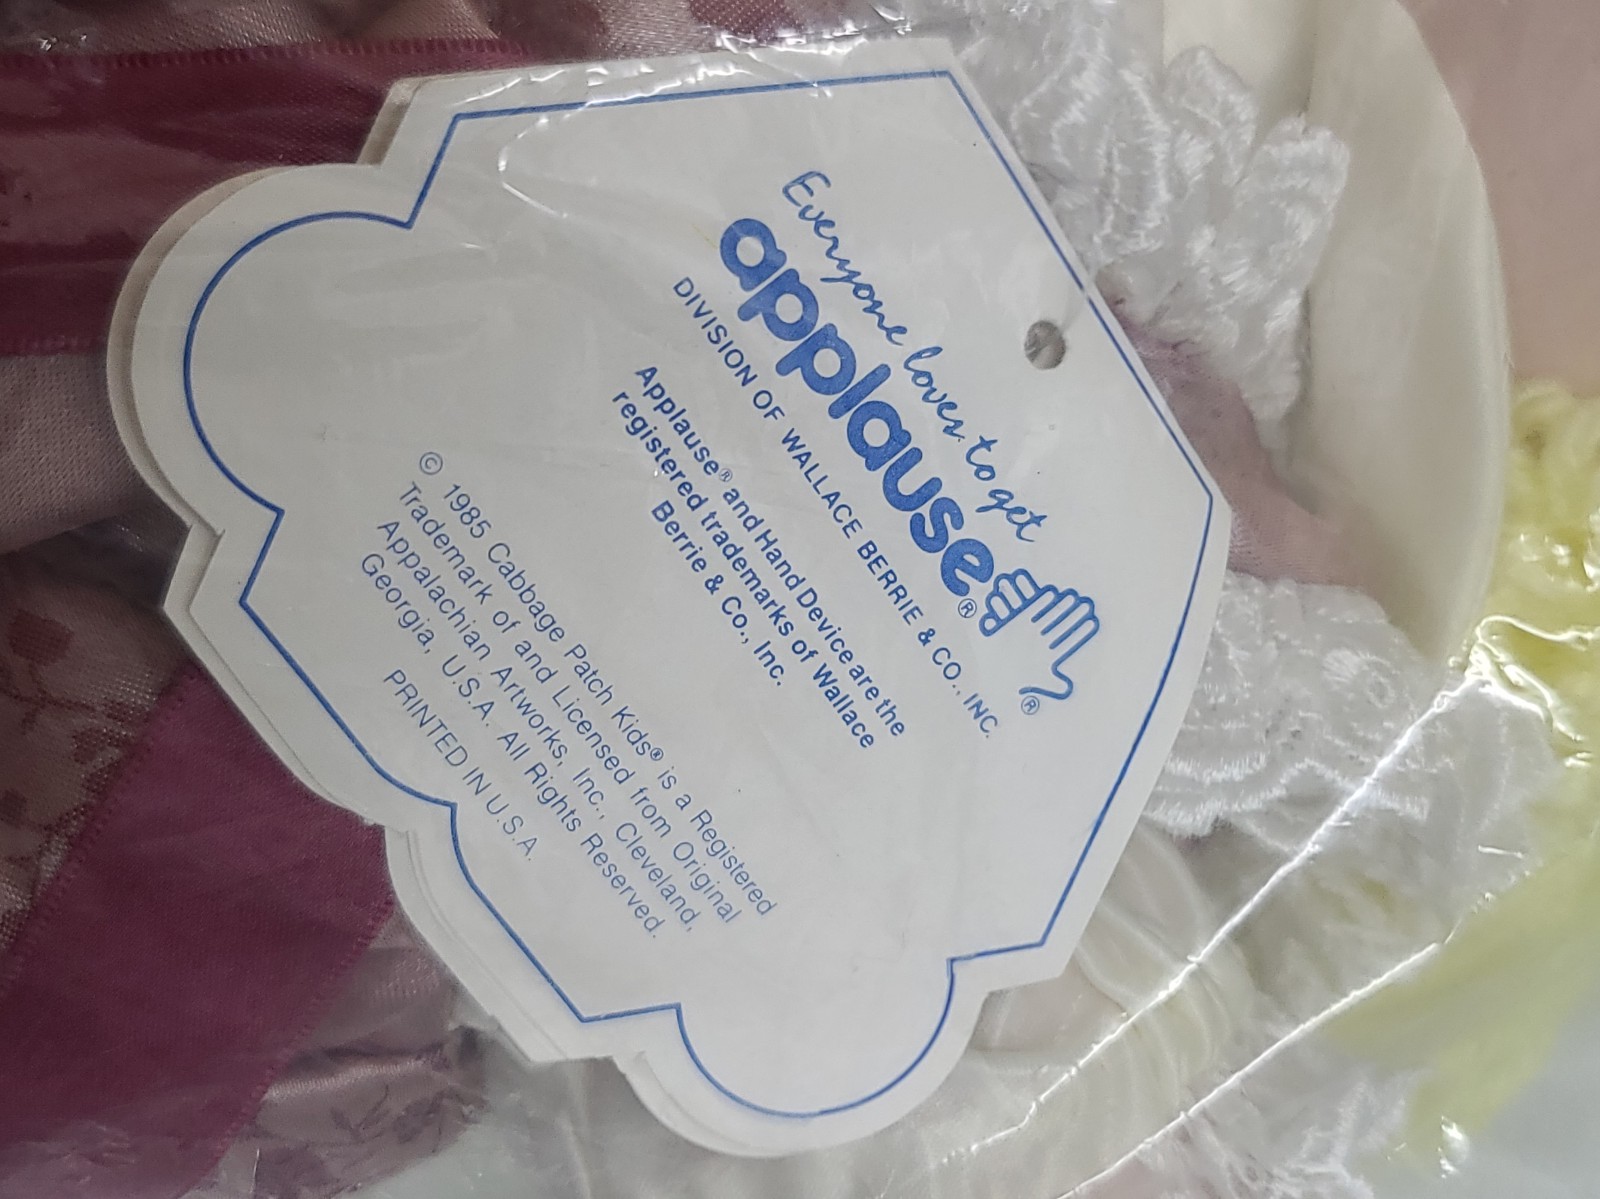 Everyone loves to get
applause®
®
DIVISION OF WALLACE BERRIE & CO., INC.
Applause® and Hand Device are the
registered trademarks of Wallace
Berrie & Co., Inc.
© 1985 Cabbage Patch Kids® is a Registered
Trademark of and Licensed from Original
Appalachian Artworks, Inc., Cleveland,
Georgia, U.S.A. All Rights Reserved.
PRINTED IN U.S.A.